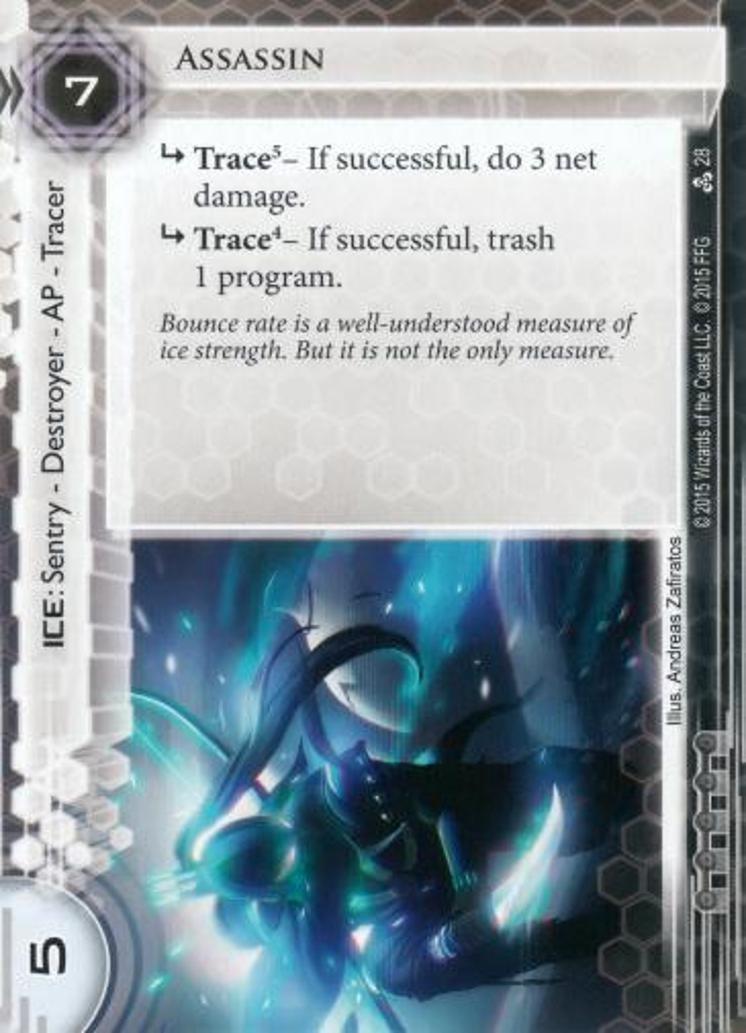 7
ASSASSIN
↳ Trace⁵– If successful, do 3 net
damage.
↳ Trace⁴– If successful, trash
1 program.
Bounce rate is a well-understood measure of
ice strength. But it is not the only measure.
ICE: Sentry - Destroyer - AP - Tracer
5
Illus. Andreas Zafiratos
©2015 Wizards of the Coast LLC. ©2015 FFG
28